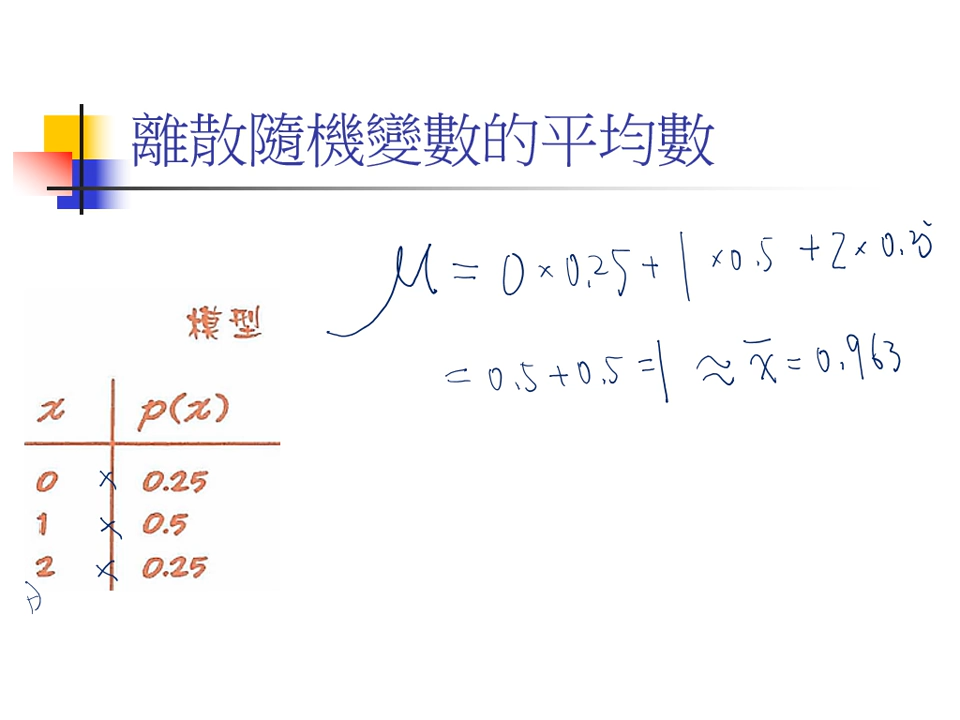 離散隨機變數的平均數
μ = 0 × 0.25 + 1 × 0.5 + 2 × 0.25
= 0.5 + 0.5 = 1 ≈ x̄ = 0.963
模型
x p(x)
0 × 0.25
1 × 0.5
2 × 0.25